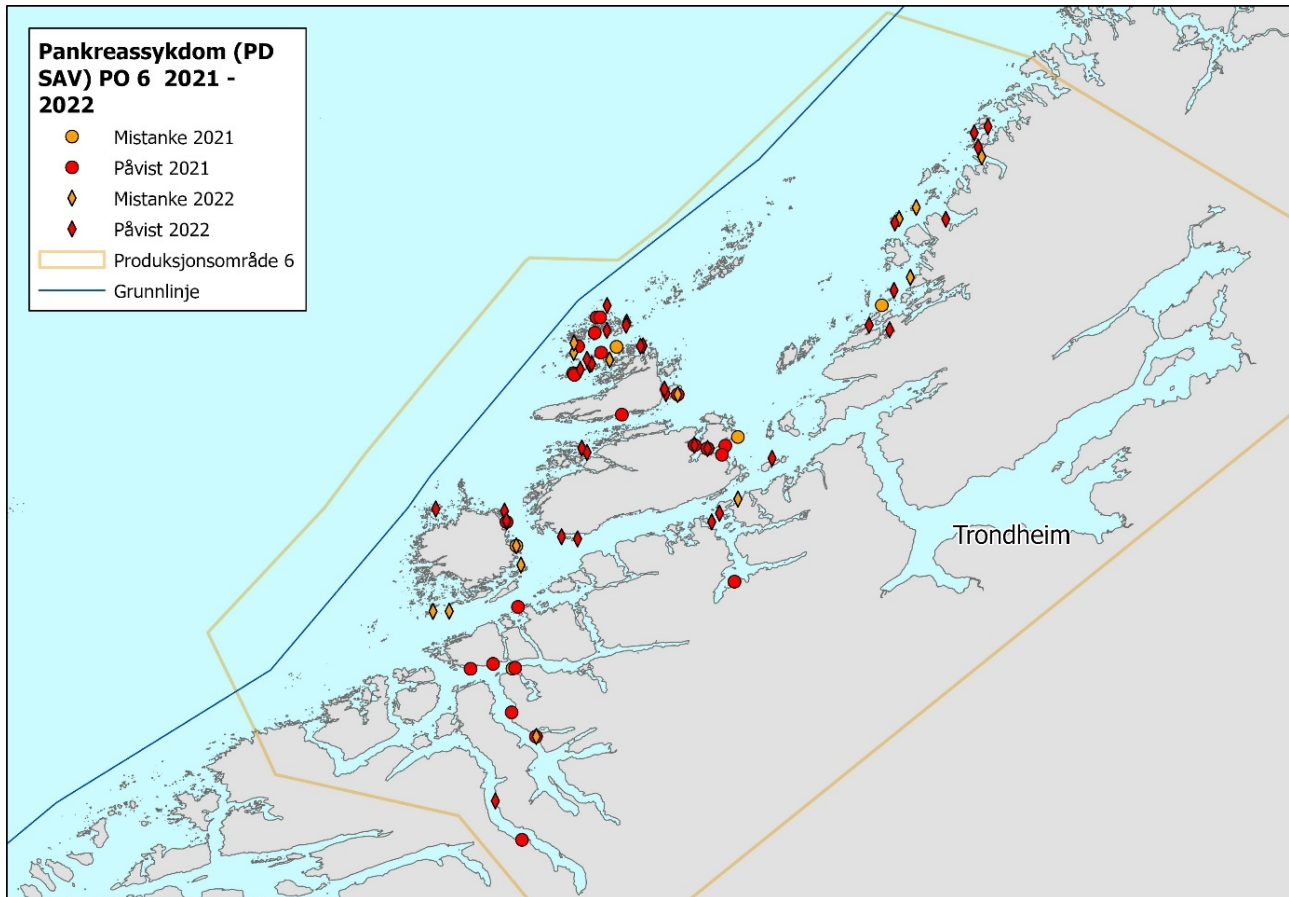 Pankreassykdom (PD
SAV) PO 6 2021 -
2022
Mistanke 2021
Påvist 2021
Mistanke 2022
Påvist 2022
Produksjonsområde 6
Grunnlinje
Trondheim